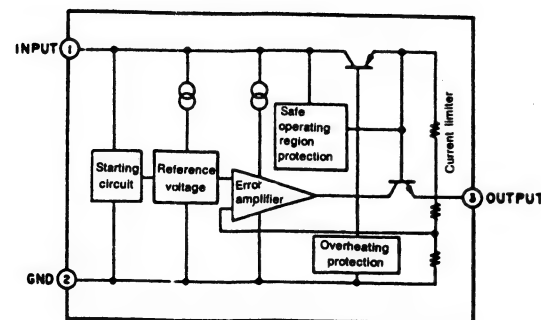 INPUT 1
Safe
operating
region
protection
Current limiter
Starting
circuit
Reference
voltage
Error
amplifier
3 OUTPUT
Overheating
protection
GND 2